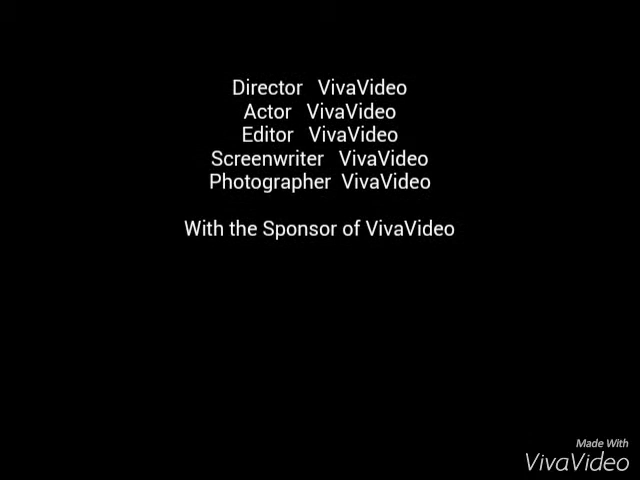 Director VivaVideo
Actor VivaVideo
Editor VivaVideo
Screenwriter VivaVideo
Photographer VivaVideo
With the Sponsor of VivaVideo
Made With
VivaVideo